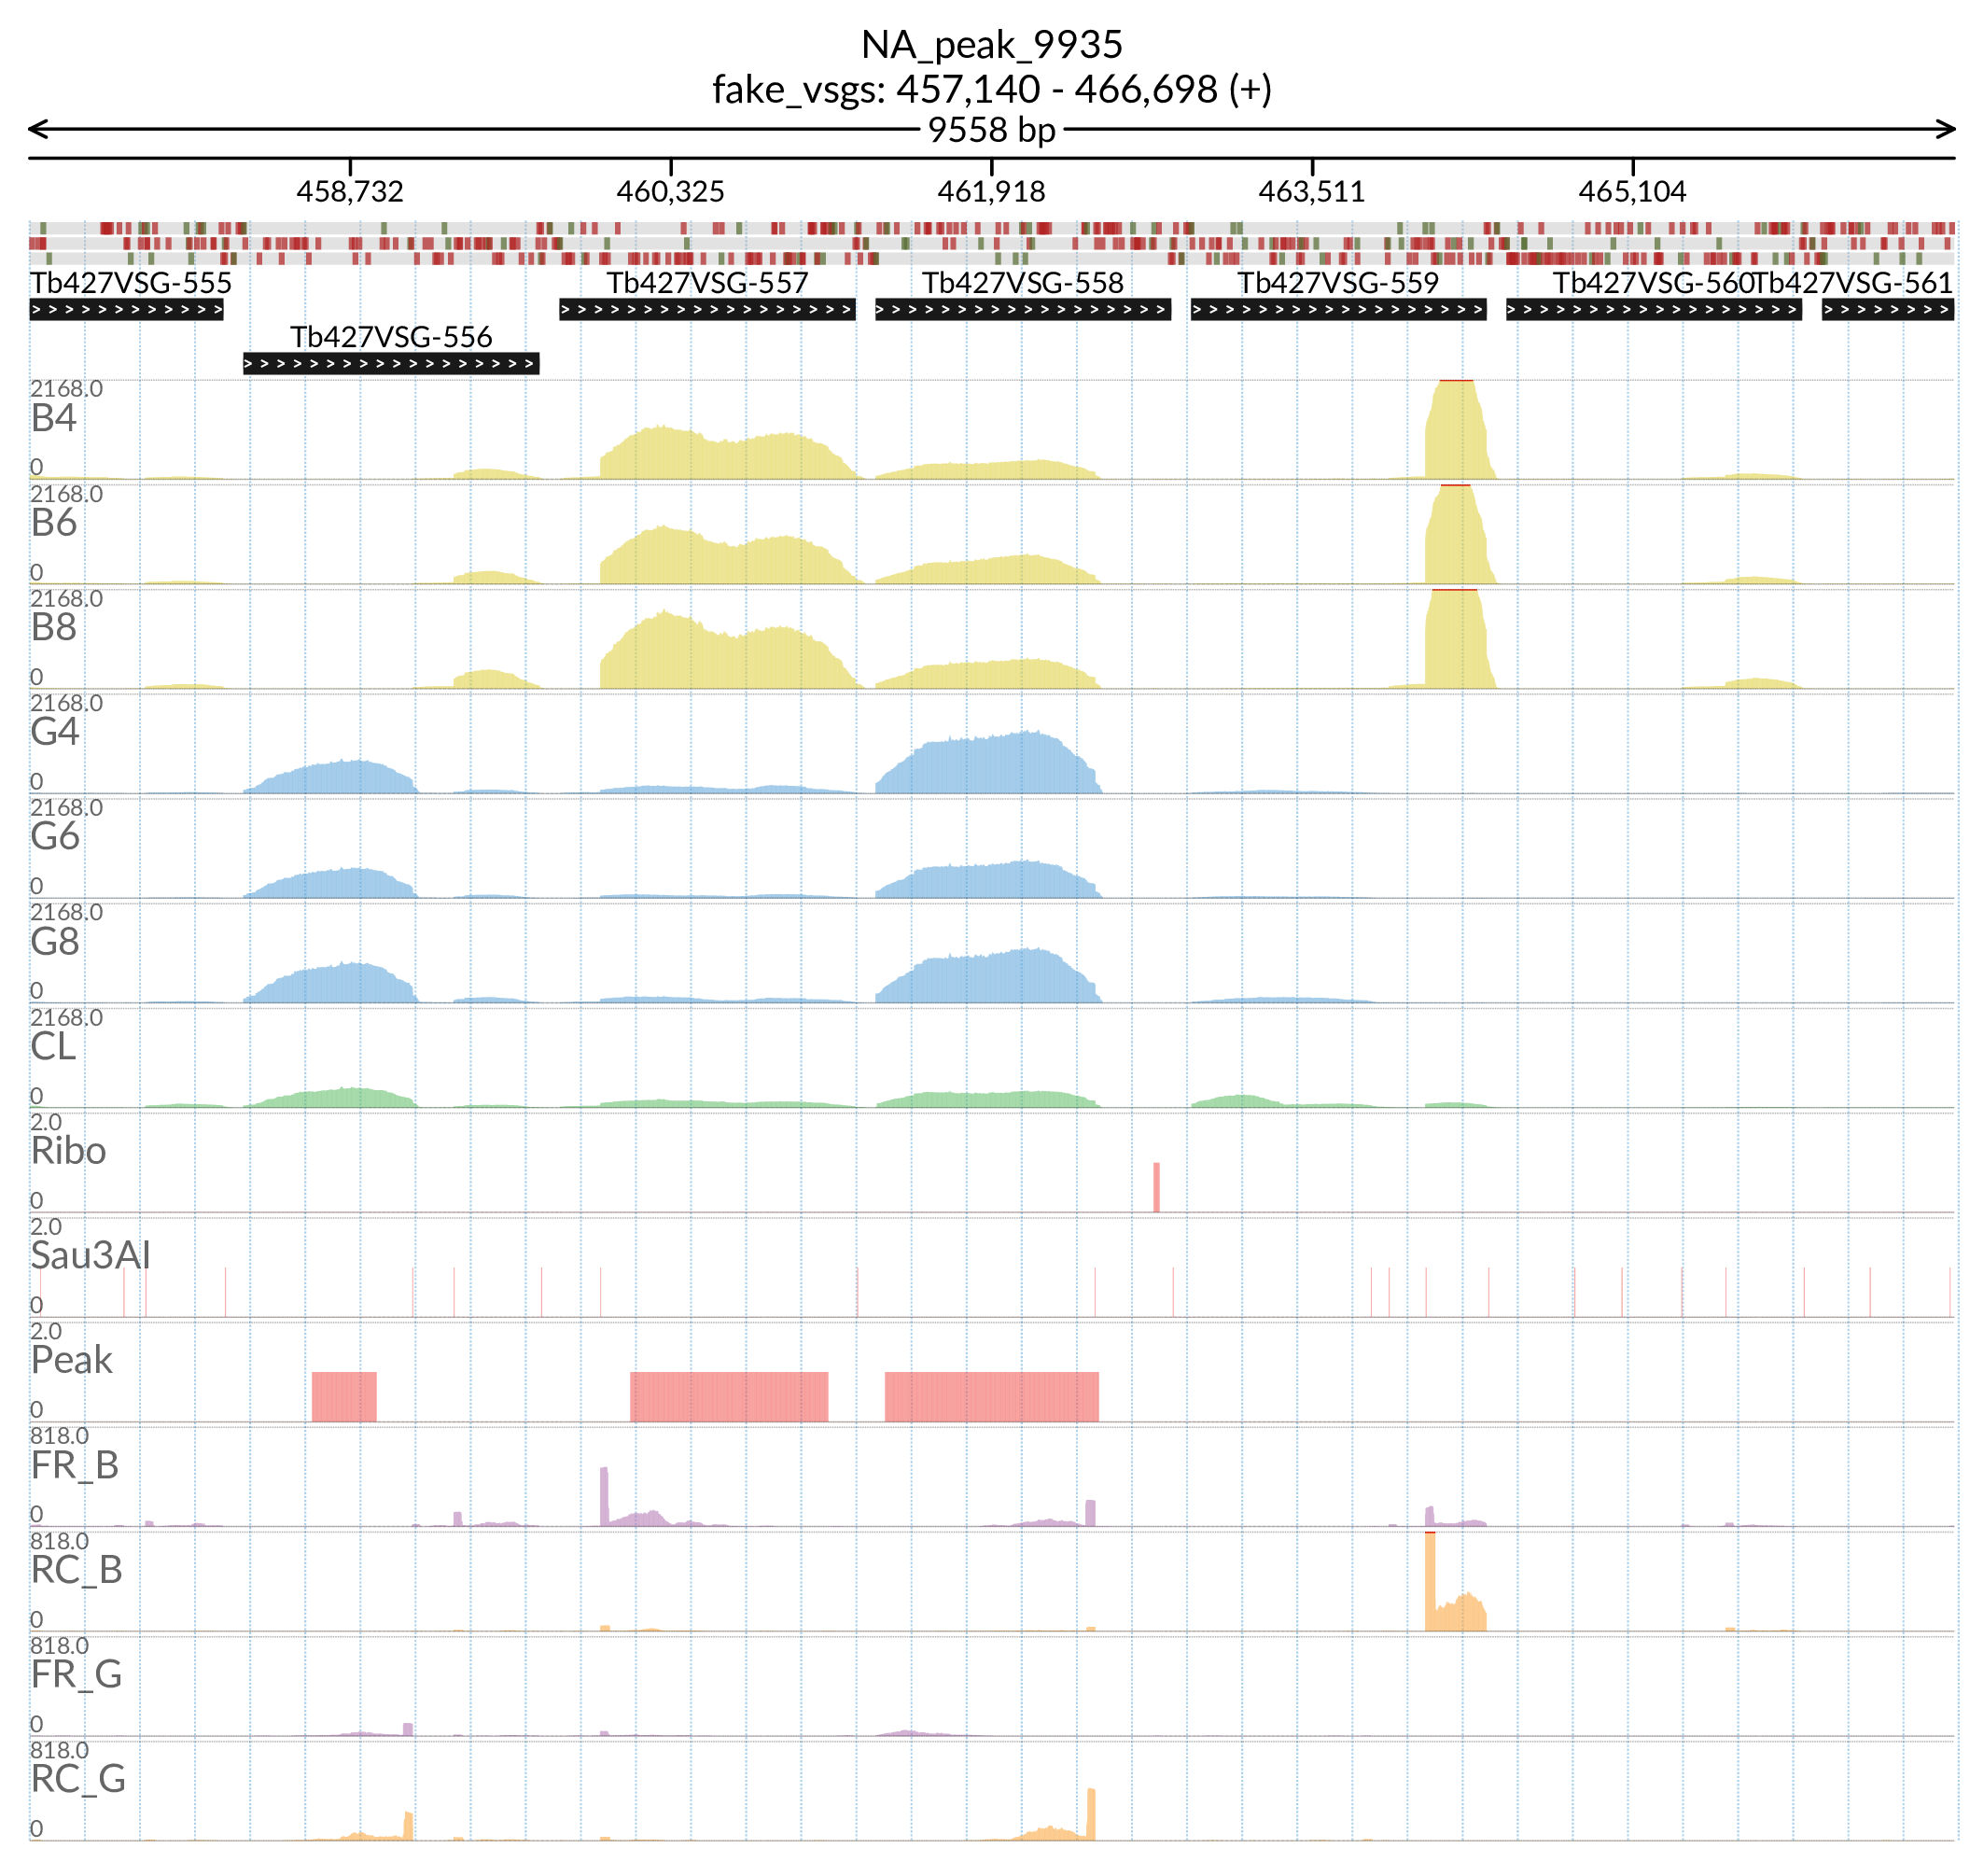 NA_peak_9935
fake_vsgs: 457,140 - 466,698 (+)
9558 bp
458,732 460,325 461,918 463,511 465,104
Tb427VSG-555 Tb427VSG-557 Tb427VSG-558 Tb427VSG-559 Tb427VSG-560 Tb427VSG-561
Tb427VSG-556
2168.0
B4
0
2168.0
B6
0
2168.0
B8
0
2168.0
G4
0
2168.0
G6
0
2168.0
G8
0
2168.0
CL
0
2.0
Ribo
0
2.0
Sau3AI
0
2.0
Peak
0
818.0
FR_B
0
818.0
RC_B
0
818.0
FR_G
0
818.0
RC_G
0